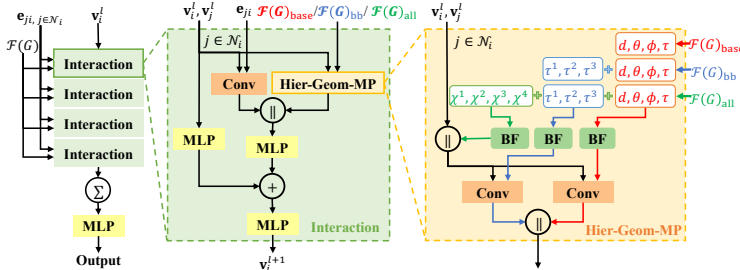 e_{ji, j∈N_i}
v_i^l
F(G)
Interaction
Interaction
Interaction
Interaction
Σ
MLP
Output
v_i^l, v_j^l
e_{ji}
F(G)_base/F(G)_bb/F(G)_all
j ∈ N_i
Conv
Hier-Geom-MP
||
MLP
MLP
+
MLP
Interaction
v_i^{l+1}
v_i^l, v_j^l
j ∈ N_i
d, θ, ϕ, τ
F(G)_base
τ^1, τ^2, τ^3 + d, θ, ϕ, τ
F(G)_bb
χ^1, χ^2, χ^3, χ^4 + τ^1, τ^2, τ^3 + d, θ, ϕ, τ
F(G)_all
||
BF
BF
BF
Conv
Conv
||
Hier-Geom-MP